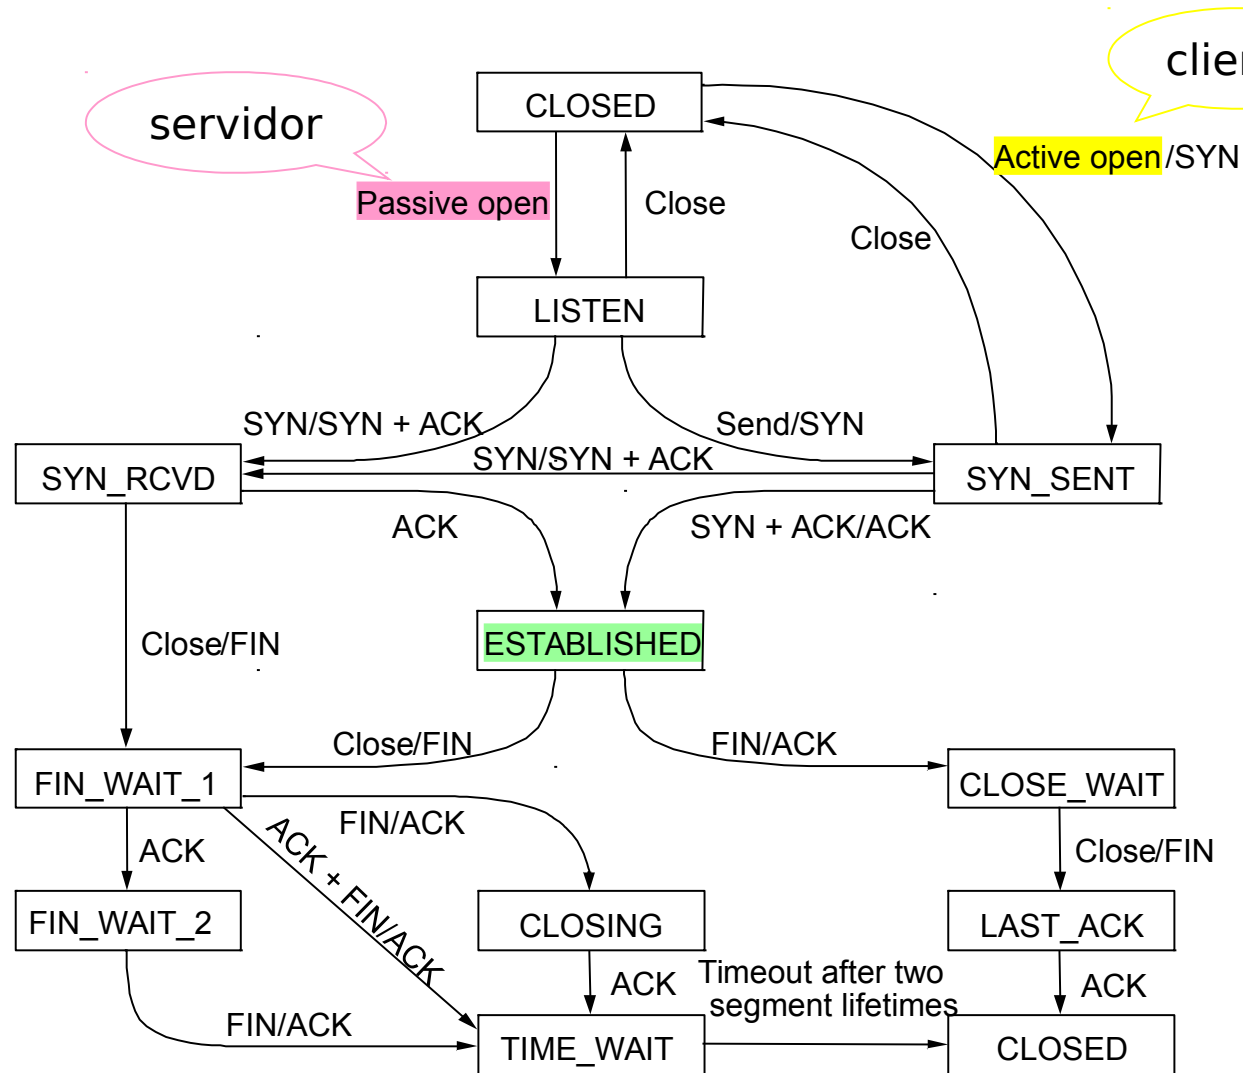 clien
servidor
CLOSED
Active open/SYN
Passive open
Close
Close
LISTEN
SYN/SYN + ACK
Send/SYN
SYN/SYN + ACK
SYN_RCVD
SYN_SENT
ACK
SYN + ACK/ACK
Close/FIN
ESTABLISHED
Close/FIN
FIN/ACK
FIN_WAIT_1
CLOSE_WAIT
FIN/ACK
ACK
ACK + FIN/ACK
Close/FIN
FIN_WAIT_2
CLOSING
LAST_ACK
Timeout after two
segment lifetimes
ACK
ACK
FIN/ACK
TIME_WAIT
CLOSED